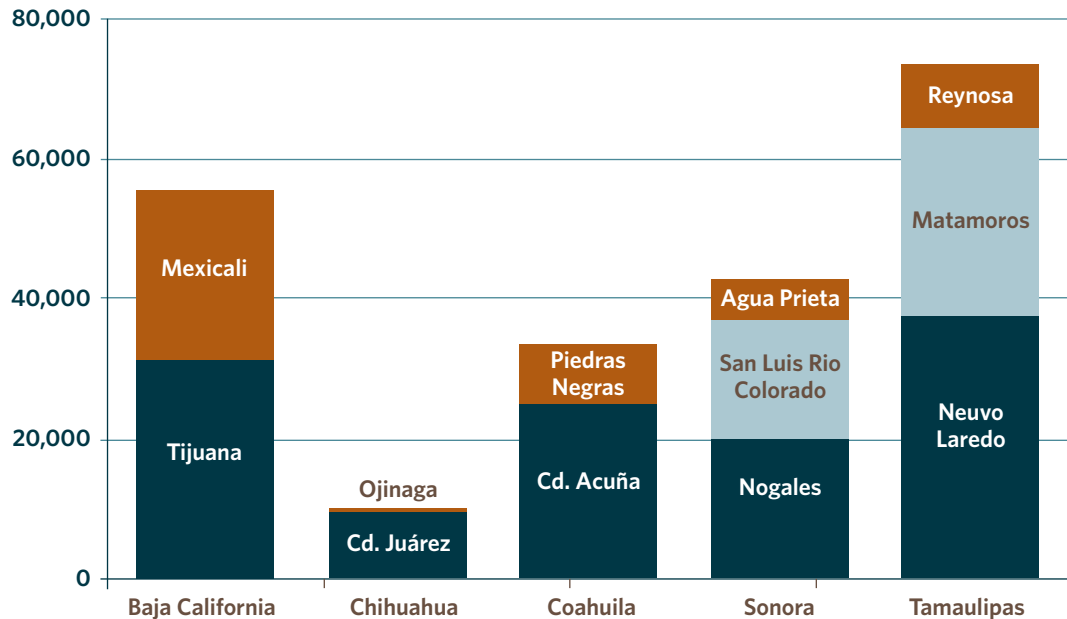 80,000
60,000
40,000
20,000
0
Mexicali
Tijuana
Ojinaga
Cd. Juárez
Piedras
Negras
Cd. Acuña
Agua Prieta
San Luis Rio
Colorado
Nogales
Reynosa
Matamoros
Neuvo
Laredo
Baja California
Chihuahua
Coahuila
Sonora
Tamaulipas